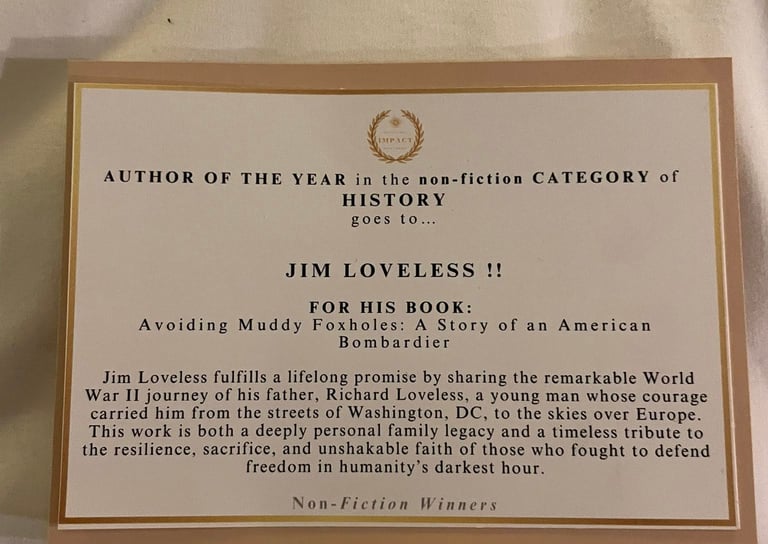 IMPACT
AUTHOR OF THE YEAR in the non-fiction CATEGORY of
HISTORY
goes to...
JIM LOVELESS !!
FOR HIS BOOK:
Avoiding Muddy Foxholes: A Story of an American
Bombardier
Jim Loveless fulfills a lifelong promise by sharing the remarkable World
War II journey of his father, Richard Loveless, a young man whose courage
carried him from the streets of Washington, DC, to the skies over Europe.
This work is both a deeply personal family legacy and a timeless tribute to
the resilience, sacrifice, and unshakable faith of those who fought to defend
freedom in humanity's darkest hour.
Non-Fiction Winners